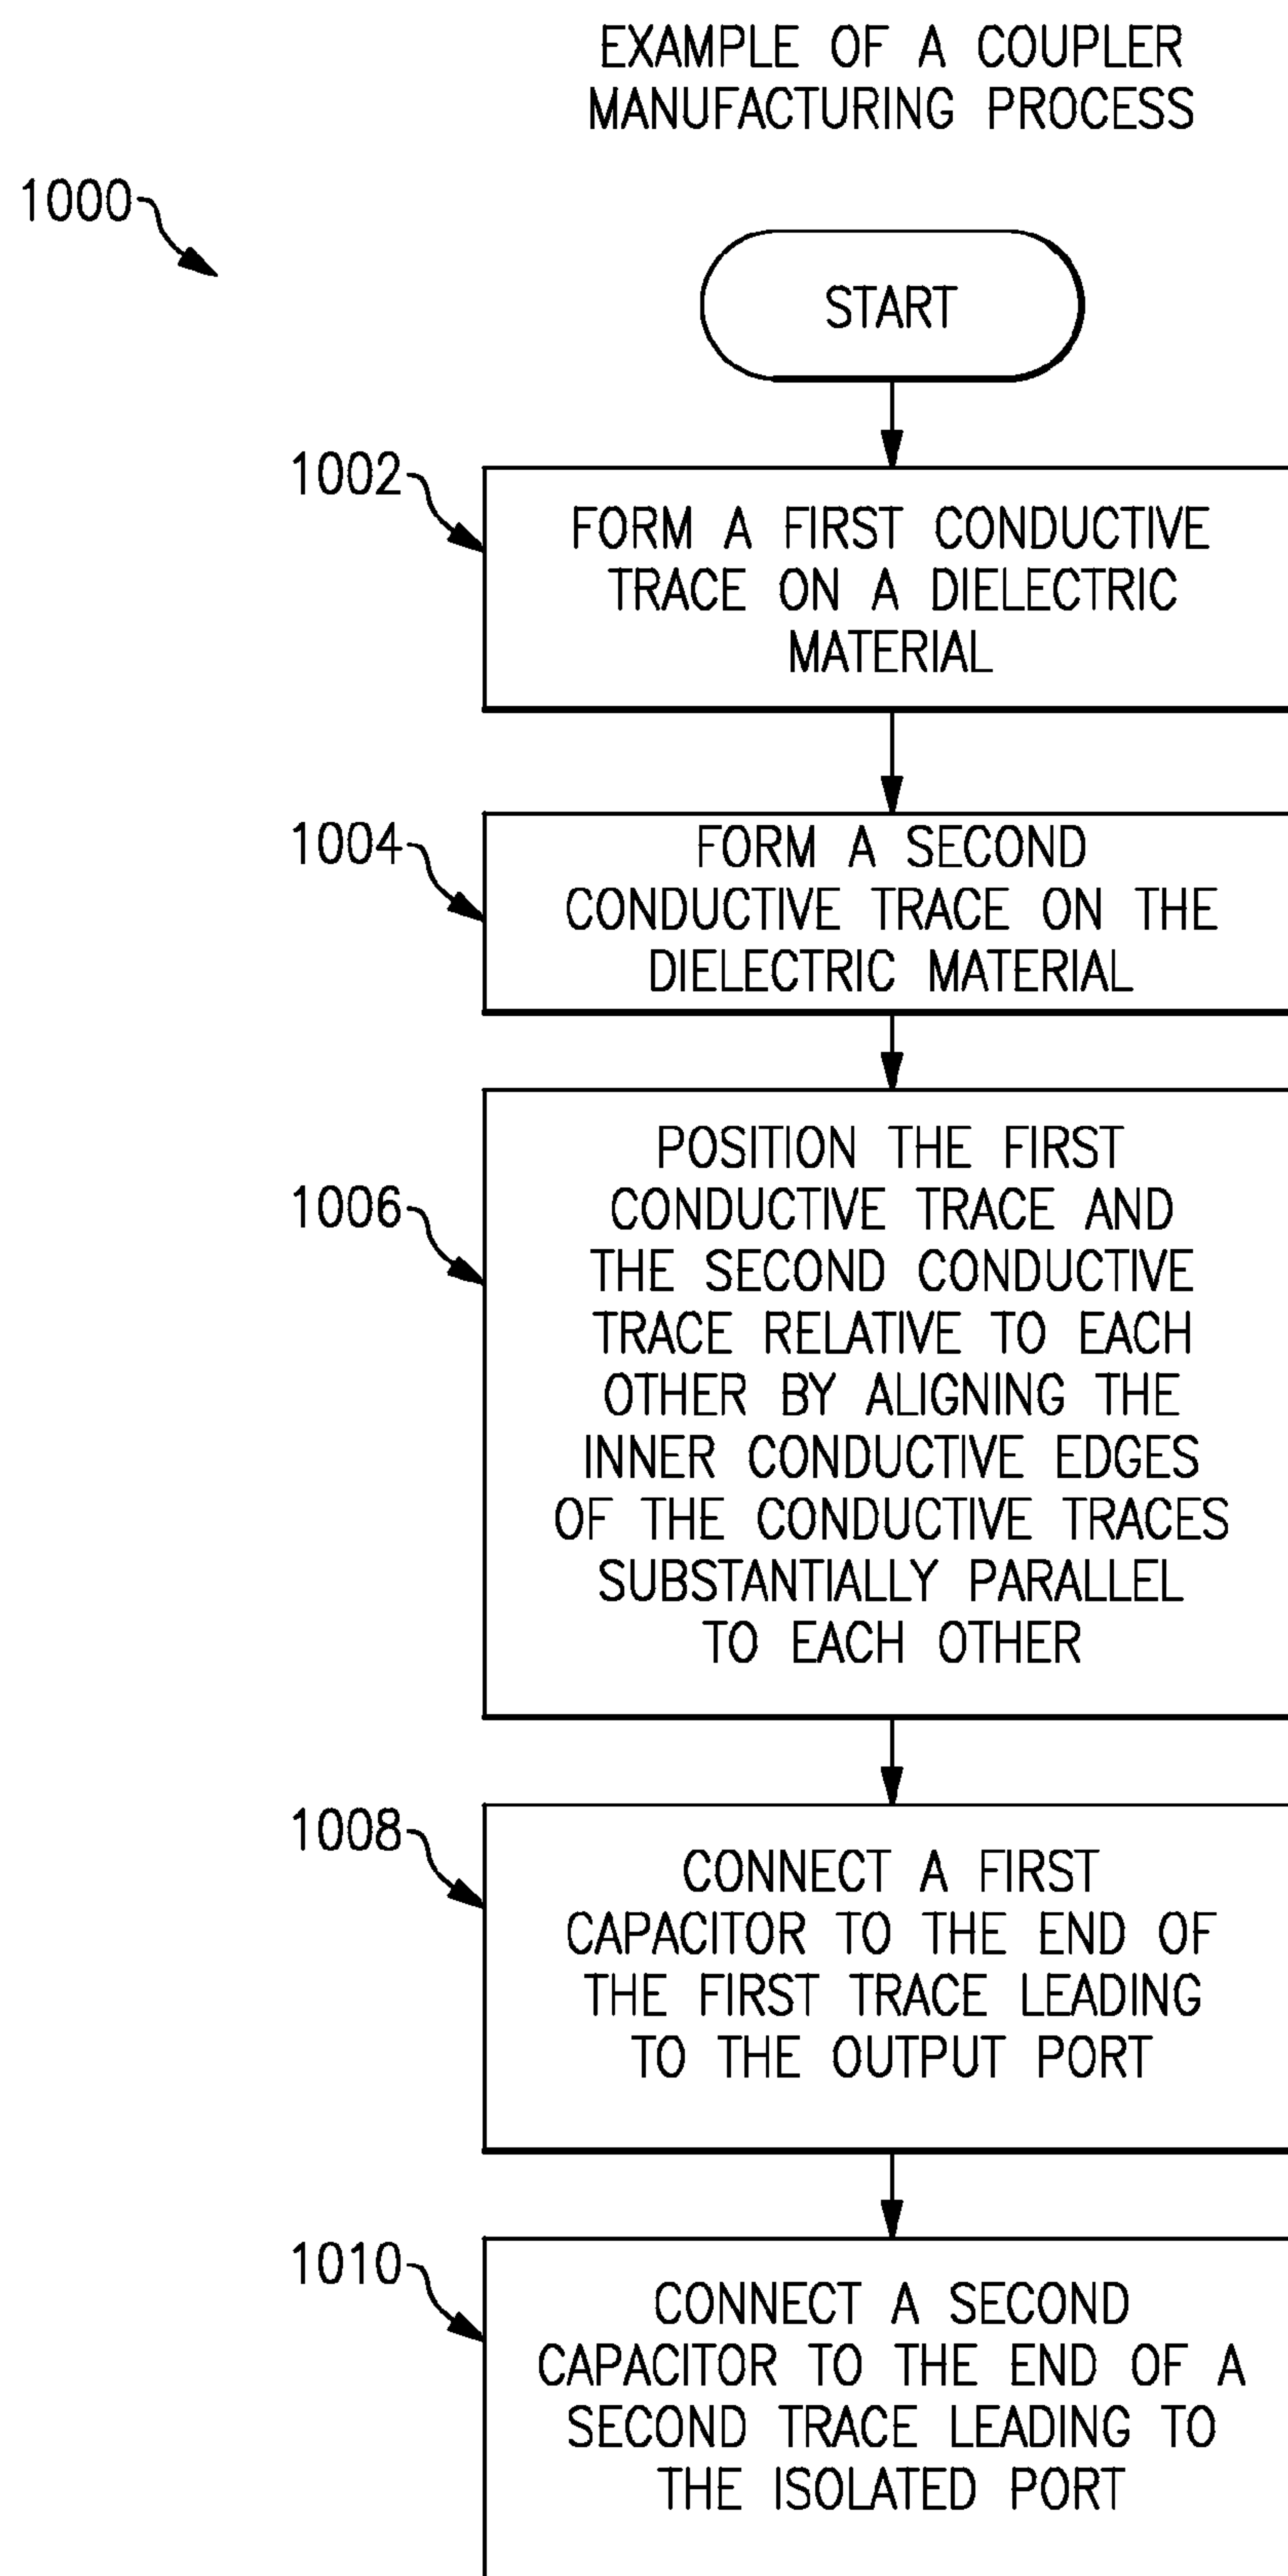 EXAMPLE OF A COUPLER
MANUFACTURING PROCESS
1000
START
1002
FORM A FIRST CONDUCTIVE
TRACE ON A DIELECTRIC
MATERIAL
1004
FORM A SECOND
CONDUCTIVE TRACE ON THE
DIELECTRIC MATERIAL
1006
POSITION THE FIRST
CONDUCTIVE TRACE AND
THE SECOND CONDUCTIVE
TRACE RELATIVE TO EACH
OTHER BY ALIGNING THE
INNER CONDUCTIVE EDGES
OF THE CONDUCTIVE TRACES
SUBSTANTIALLY PARALLEL
TO EACH OTHER
1008
CONNECT A FIRST
CAPACITOR TO THE END OF
THE FIRST TRACE LEADING
TO THE OUTPUT PORT
1010
CONNECT A SECOND
CAPACITOR TO THE END OF A
SECOND TRACE LEADING TO
THE ISOLATED PORT